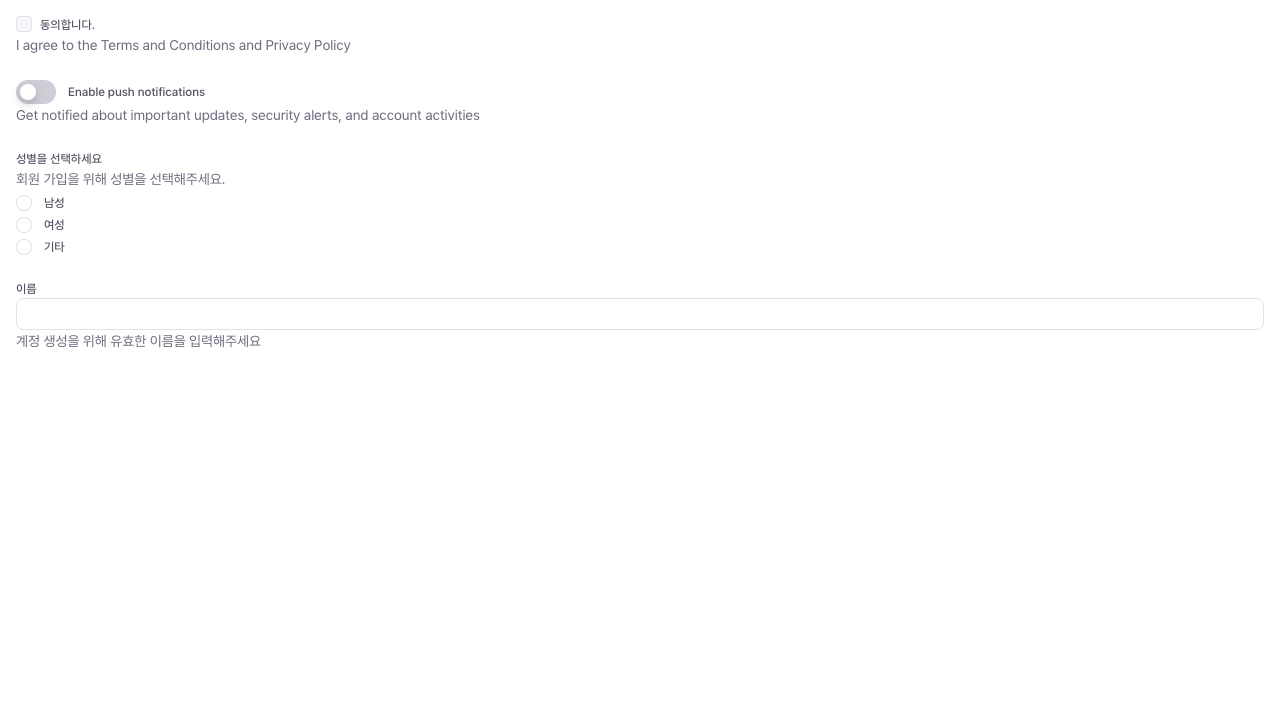 동의합니다.
I agree to the Terms and Conditions and Privacy Policy
Enable push notifications
Get notified about important updates, security alerts, and account activities
성별을 선택하세요
회원 가입을 위해 성별을 선택해주세요.
남성
여성
기타
이름
계정 생성을 위해 유효한 이름을 입력해주세요